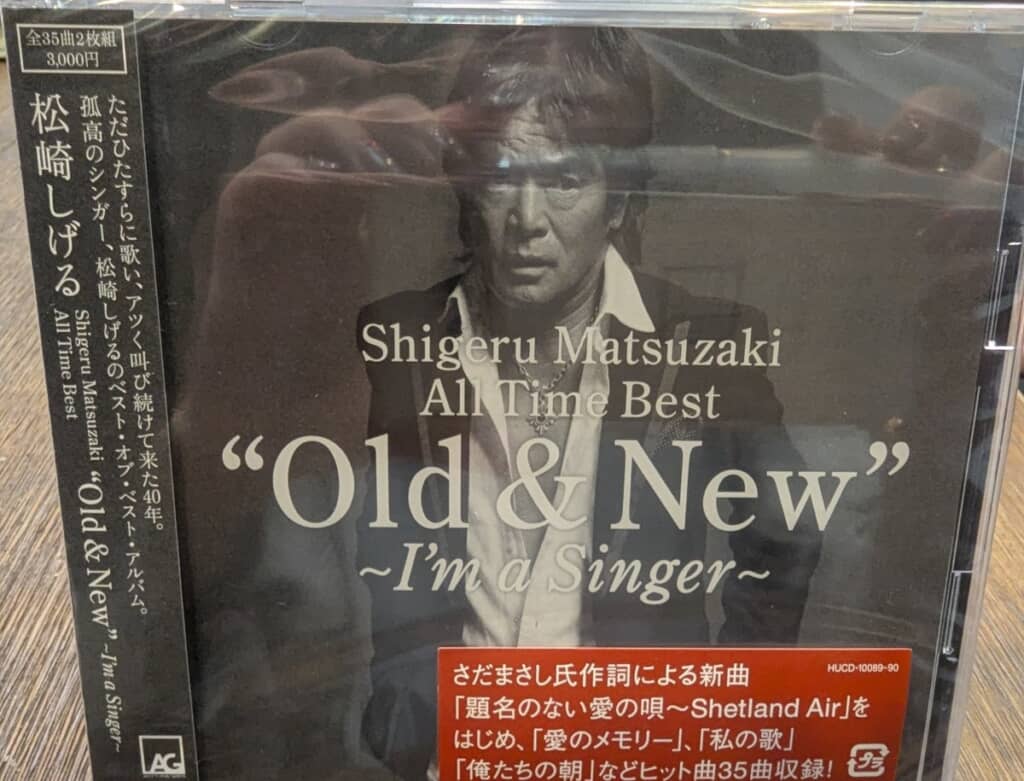 全35曲2枚組
3,000円
ただひたすらに歌い、アツく叫び続けて来た40年。
孤高のシンガー、松崎しげるのベスト・オブ・ベスト・アルバム。
松崎しげる
Shigeru Matsuzaki
All Time Best
“Old & New”
~I'm a Singer~
AG
Shigeru Matsuzaki
All Time Best
“Old & New”
~I'm a Singer~
さだまさし氏作詞による新曲
HUCD-10089~90
「題名のない愛の唄～Shetland Air」を
はじめ、「愛のメモリー」、「私の歌」
「俺たちの朝」などヒット曲35曲収録!
プラ